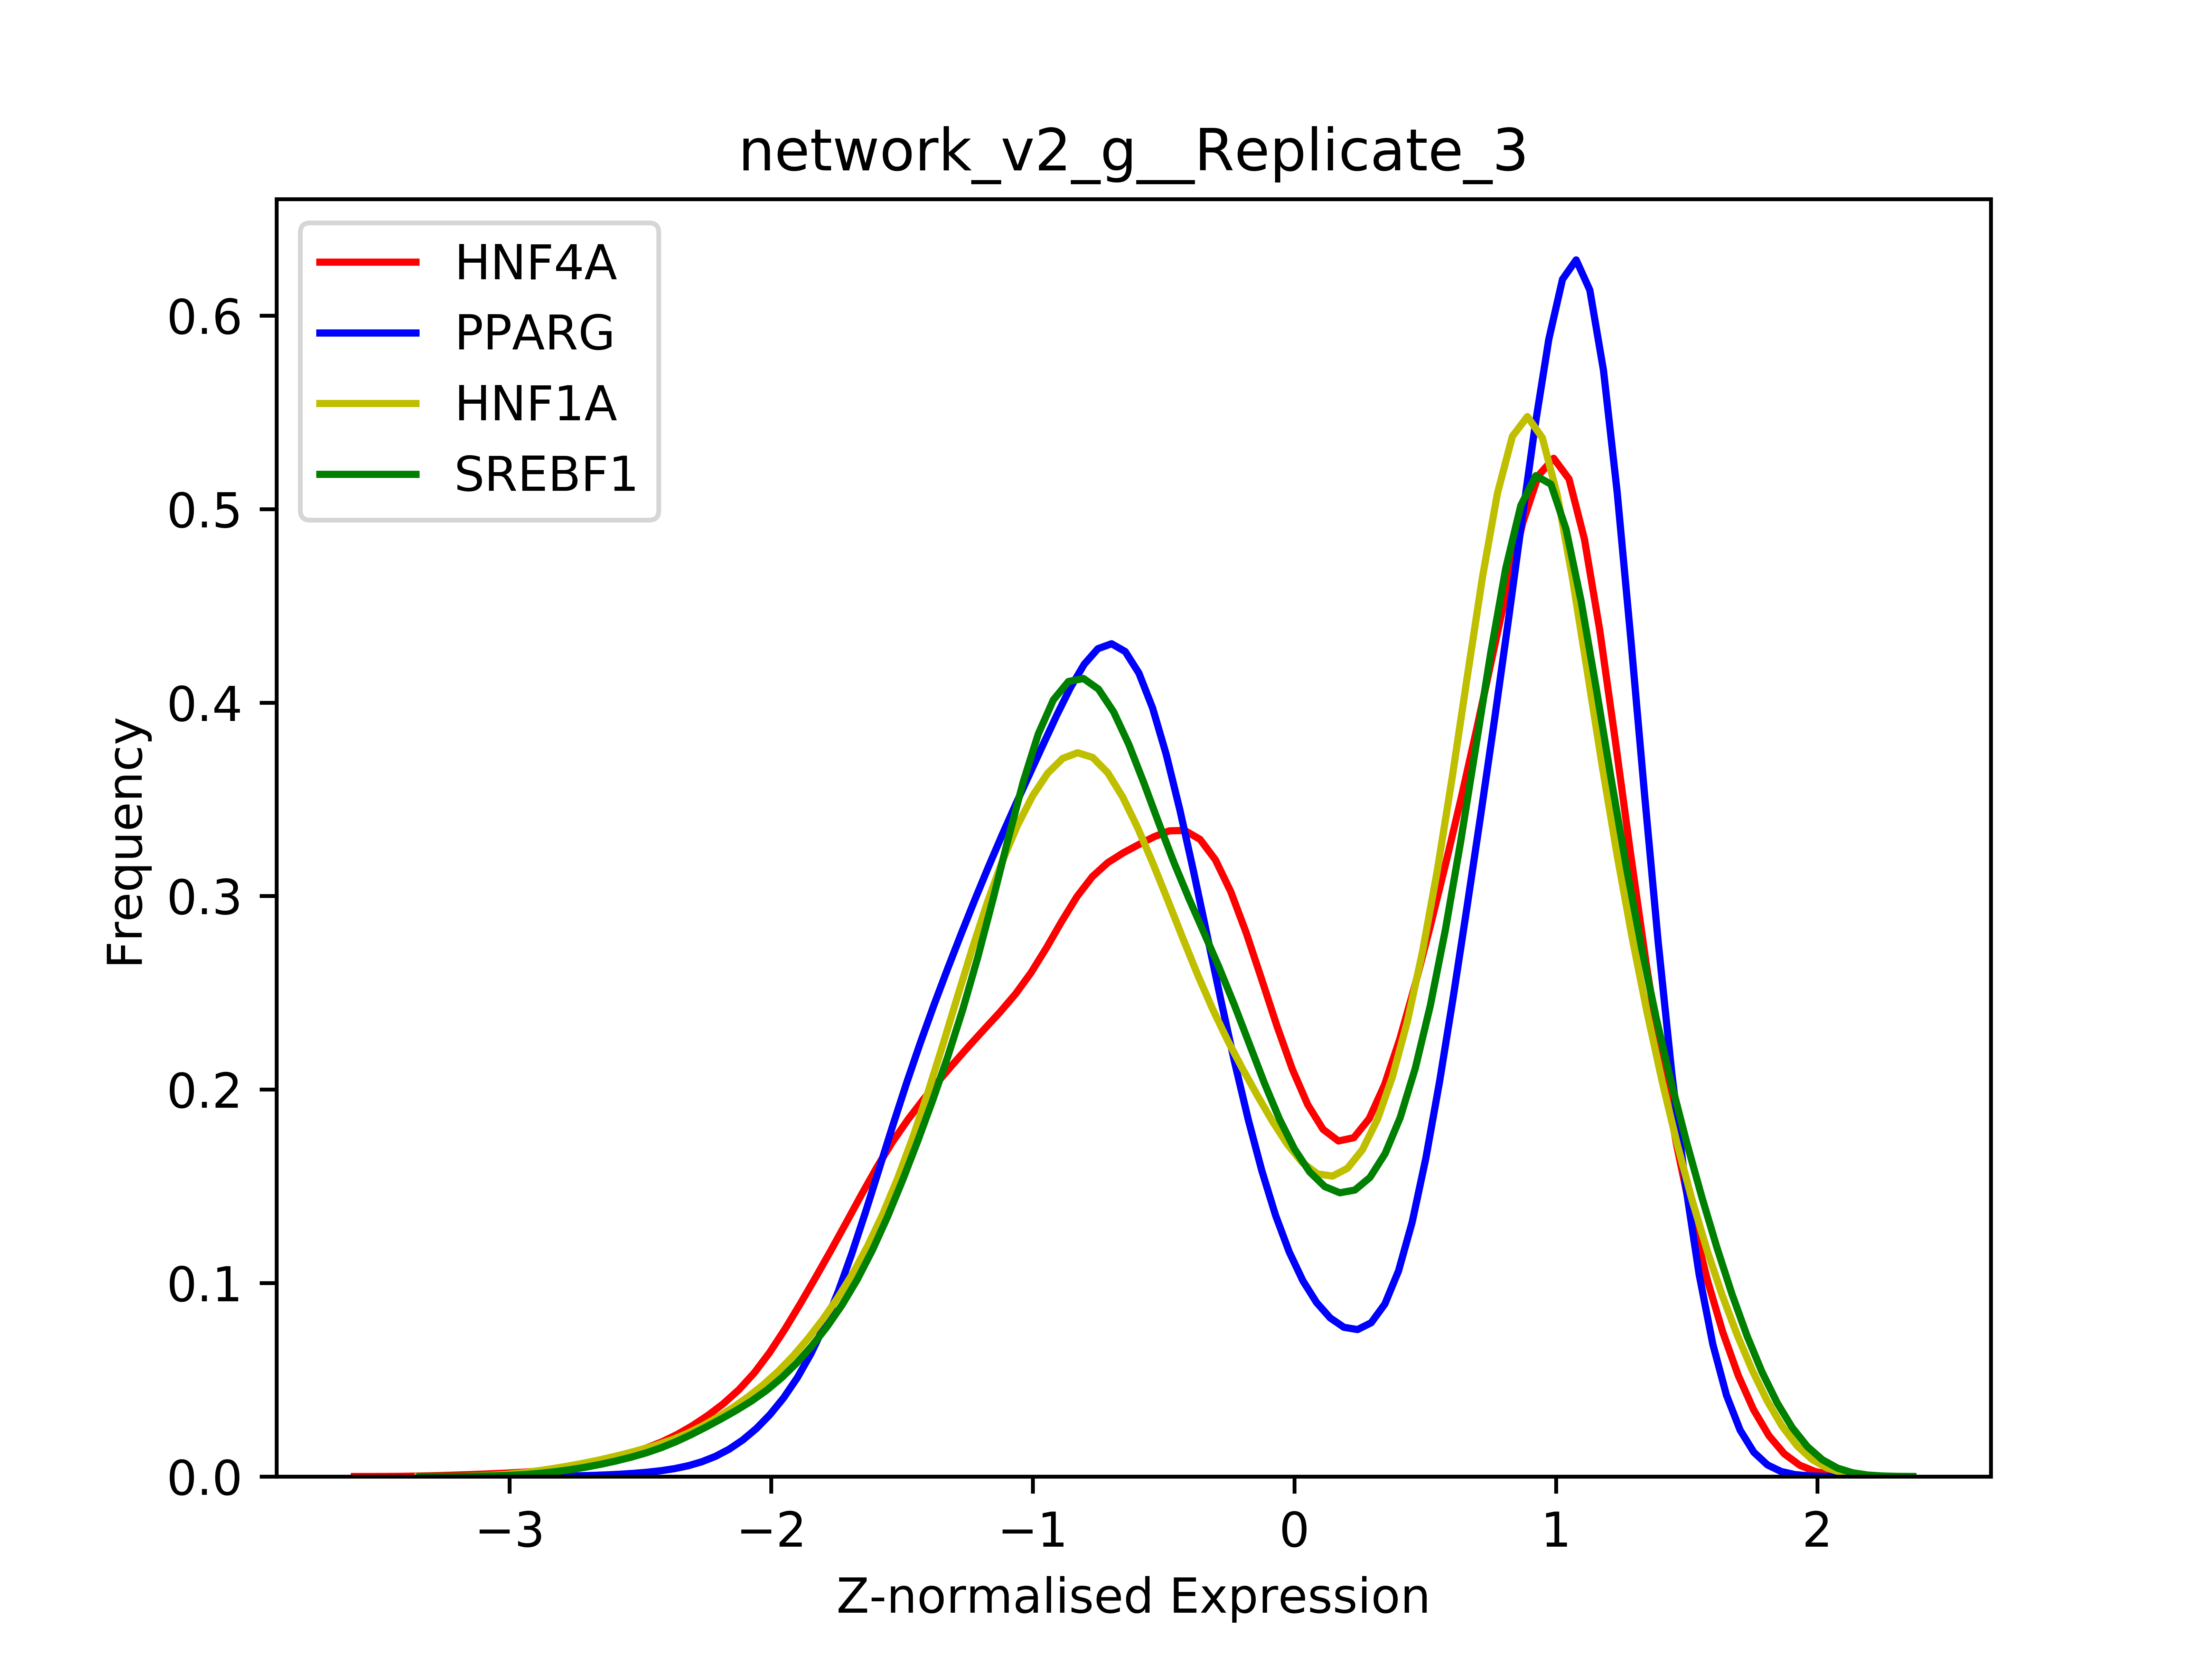 network_v2_g__Replicate_3
HNF4A
PPARG
HNF1A
SREBF1
Frequency
0.6
0.5
0.4
0.3
0.2
0.1
0.0
−3 −2 −1 0 1 2
Z-normalised Expression